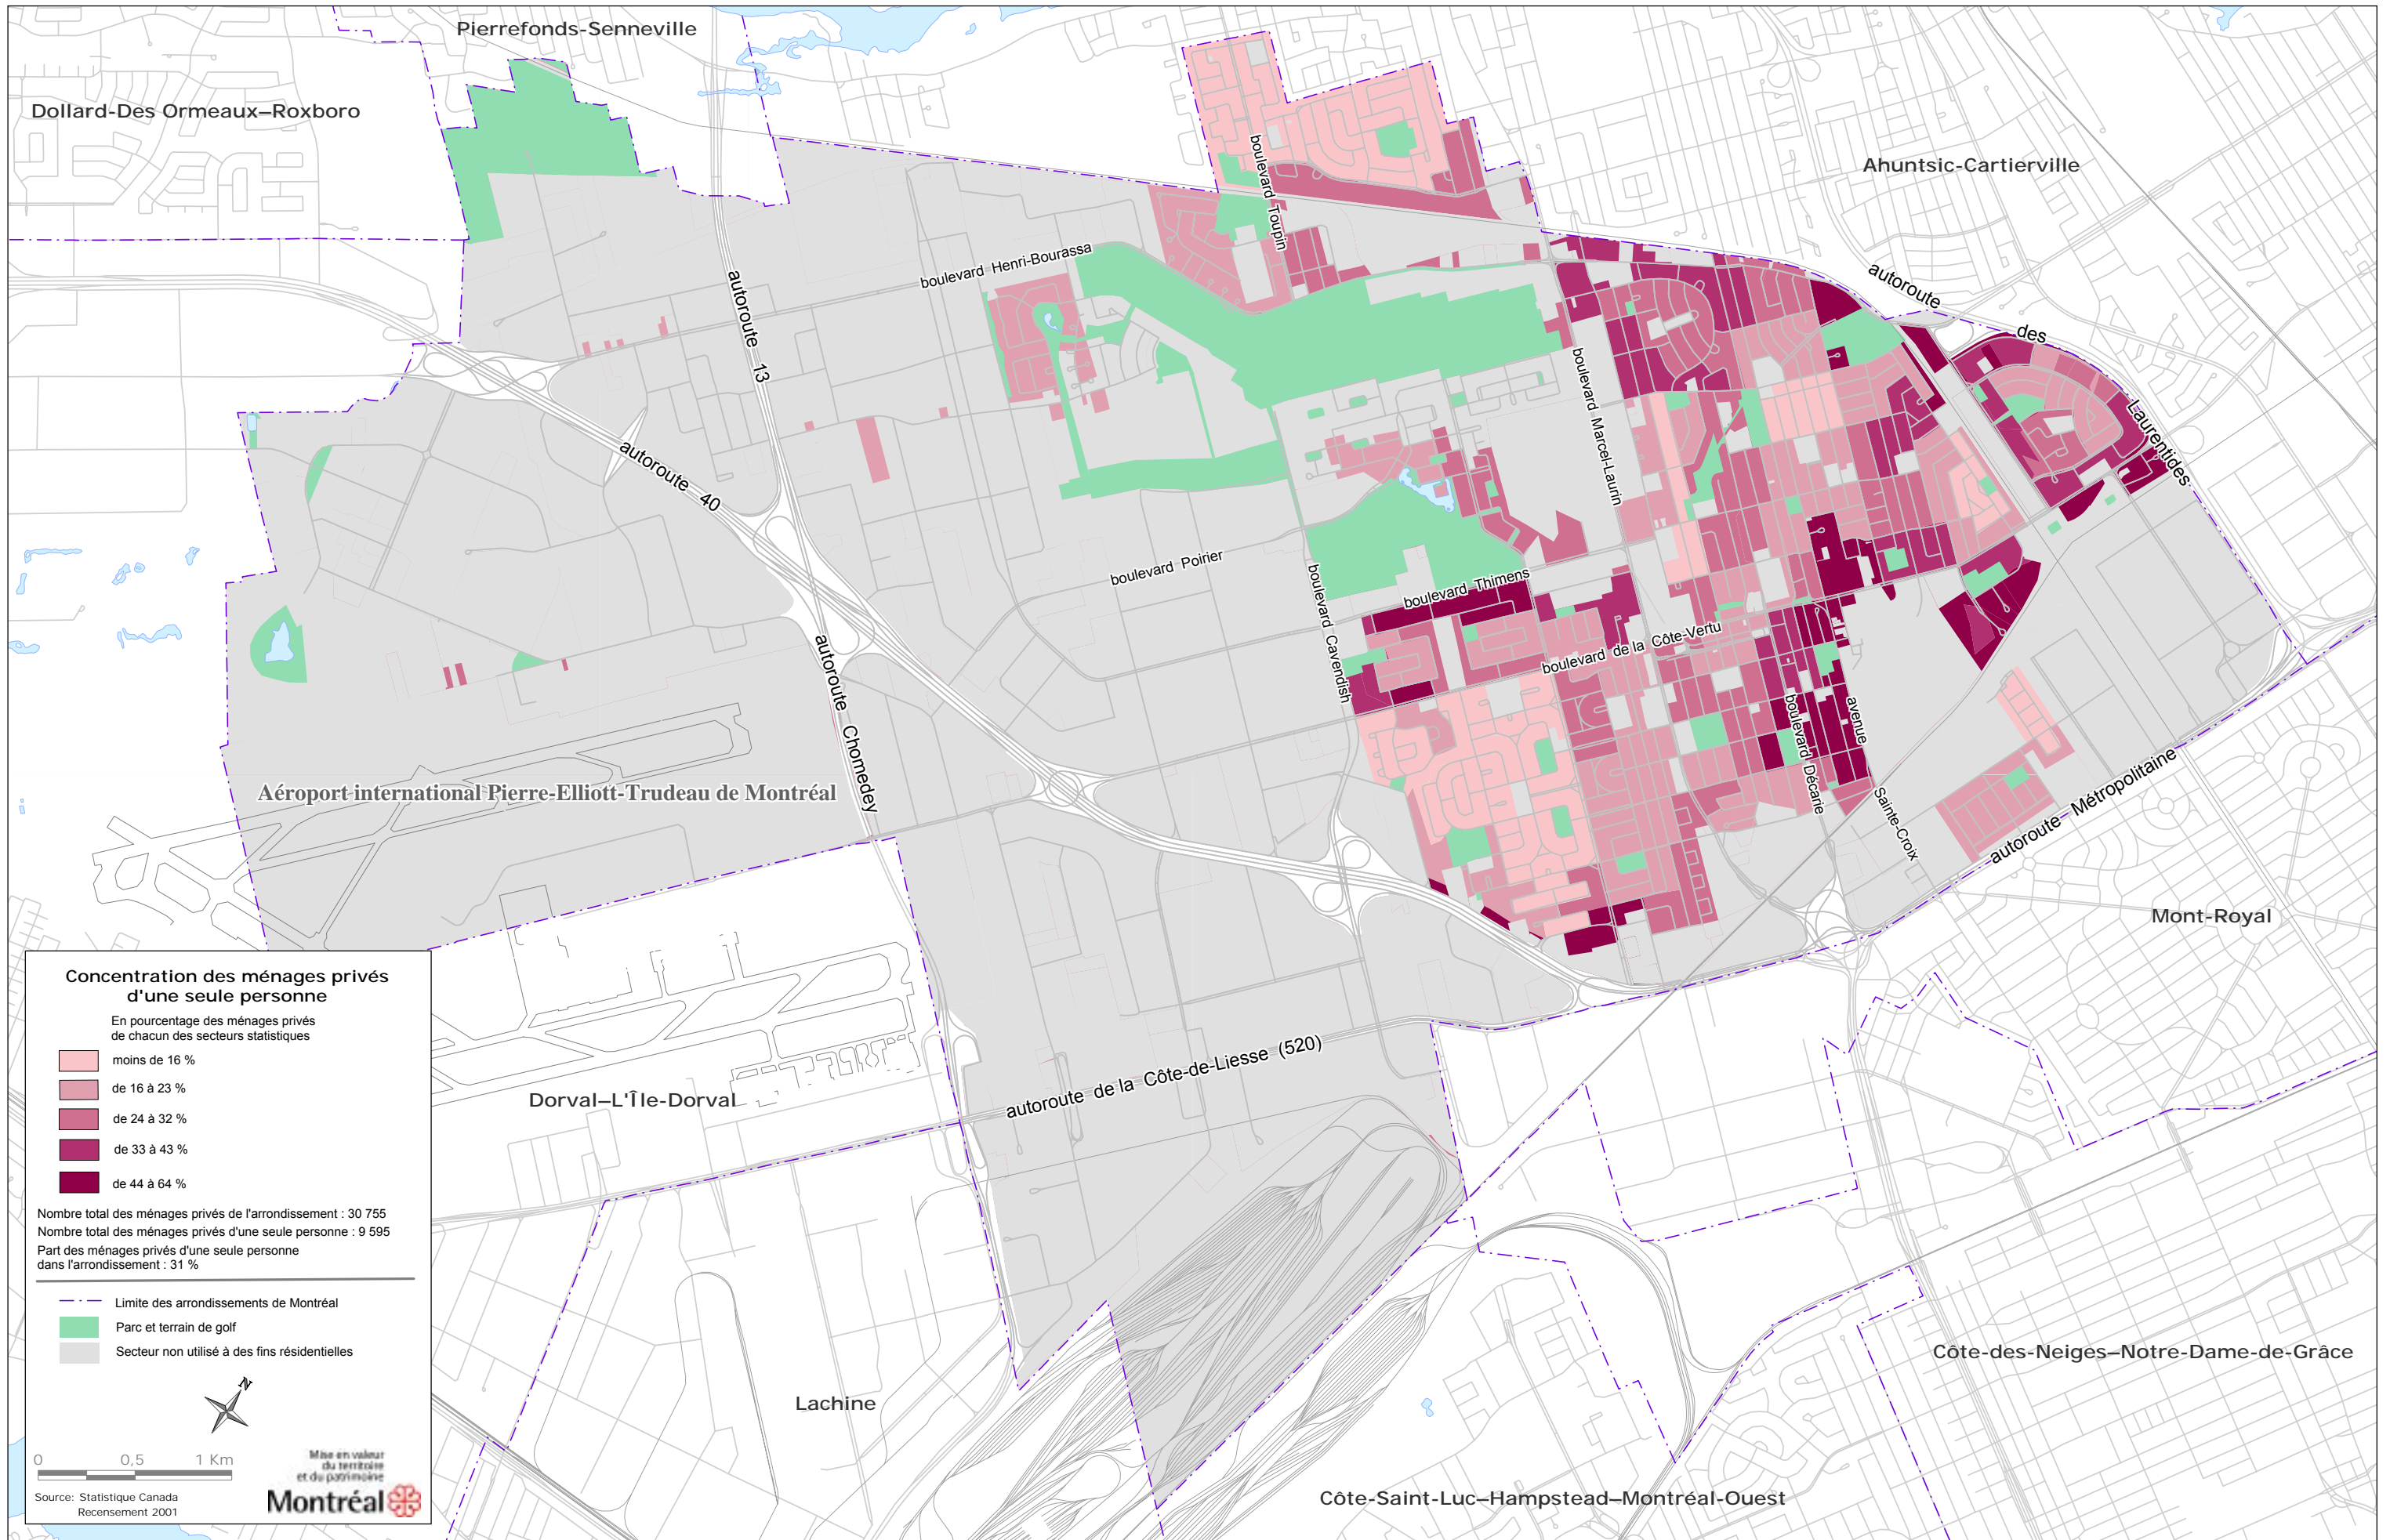 Pierrefonds-Senneville
Dollard-Des Ormeaux–Roxboro
Ahuntsic-Cartierville
boulevard Toupin
boulevard Henri-Bourassa
autoroute 13
autoroute des Laurentides
autoroute 40
boulevard Marcel-Laurin
boulevard Poirier
boulevard Cavendish
boulevard Thimens
boulevard de la Côte-Vertu
autoroute Chomedey
boulevard Décarie
avenue Sainte-Croix
Aéroport international Pierre-Elliott-Trudeau de Montréal
autoroute Métropolitaine
Mont-Royal
autoroute de la Côte-de-Liesse (520)
Dorval–L'Île-Dorval
Lachine
Côte-des-Neiges–Notre-Dame-de-Grâce
Côte-Saint-Luc–Hampstead–Montréal-Ouest
Concentration des ménages privés
d'une seule personne
En pourcentage des ménages privés
de chacun des secteurs statistiques
moins de 16 %
de 16 à 23 %
de 24 à 32 %
de 33 à 43 %
de 44 à 64 %
Nombre total des ménages privés de l'arrondissement : 30 755
Nombre total des ménages privés d'une seule personne : 9 595
Part des ménages privés d'une seule personne
dans l'arrondissement : 31 %
Limite des arrondissements de Montréal
Parc et terrain de golf
Secteur non utilisé à des fins résidentielles
N
0 0,5 1 Km
Source: Statistique Canada
Recensement 2001
Mise en valeur
du territoire
et du patrimoine
Montréal